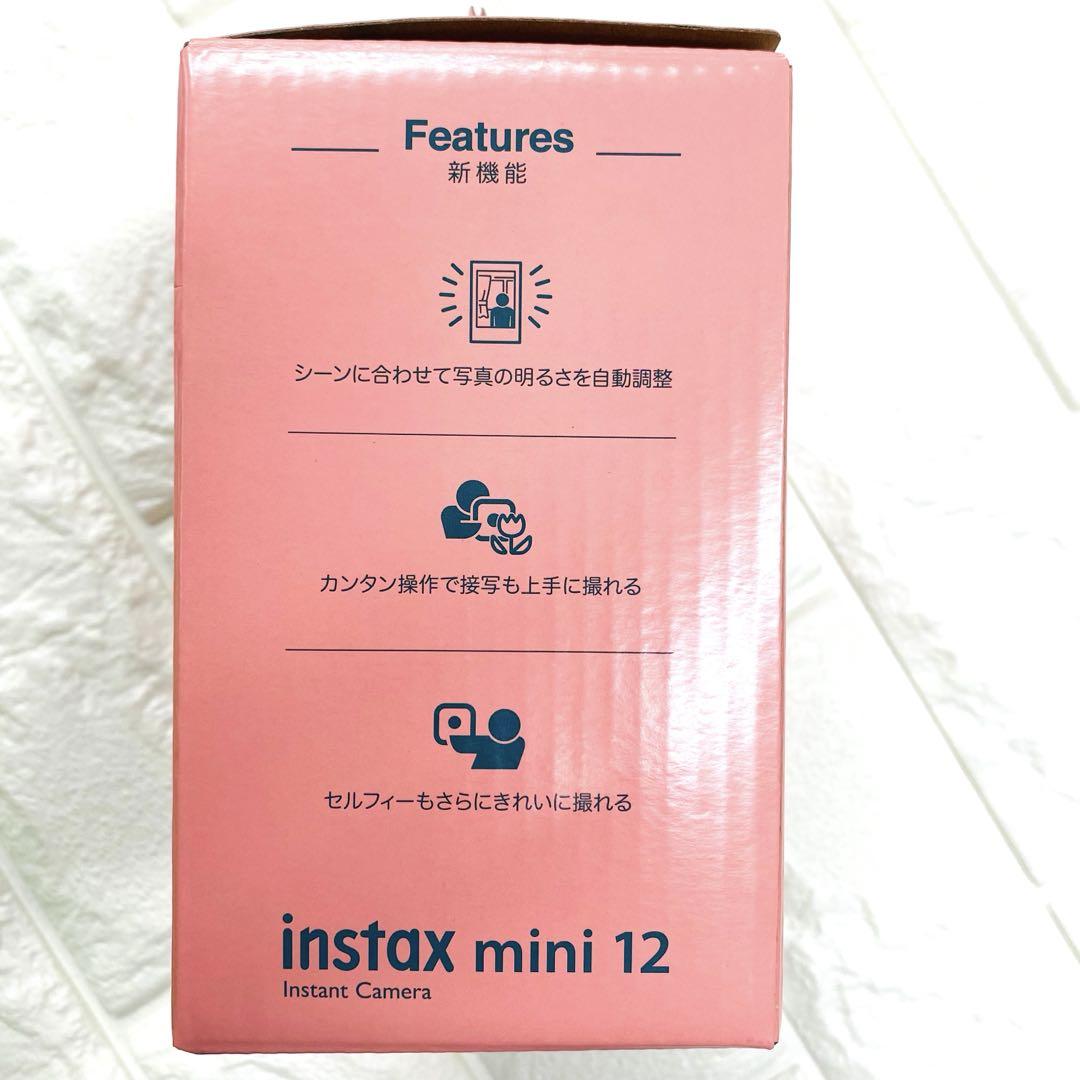 Features
新機能
シーンに合わせて写真の明るさを自動調整
カンタン操作で接写も上手に撮れる
セルフィーもさらにきれいに撮れる
instax mini 12
Instant Camera